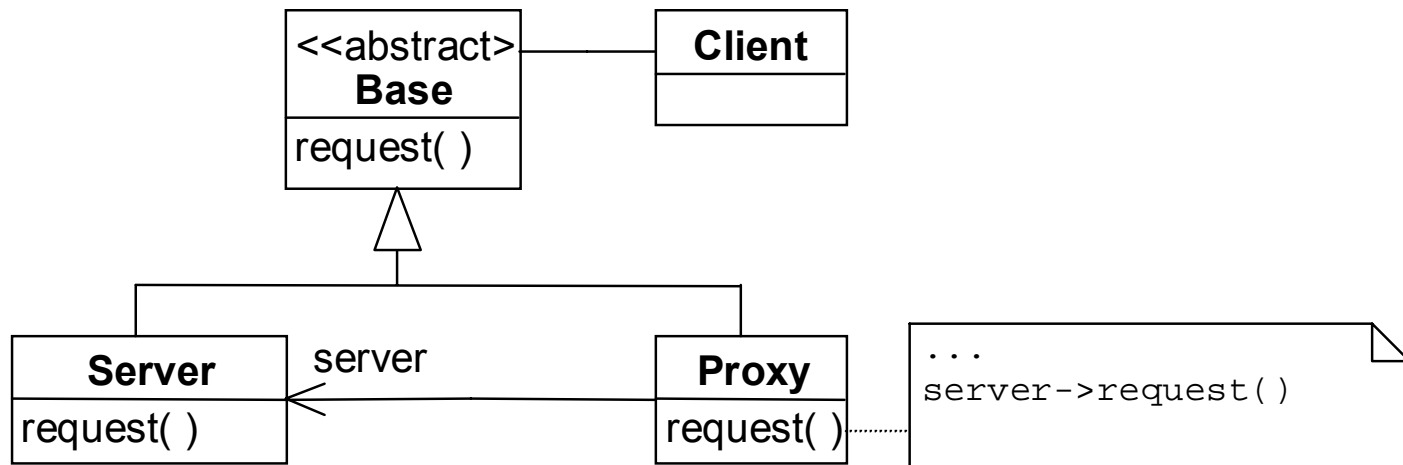 <<abstract>
Base
request( )
Client
Server
request( )
server
Proxy
request( )
...
server->request()